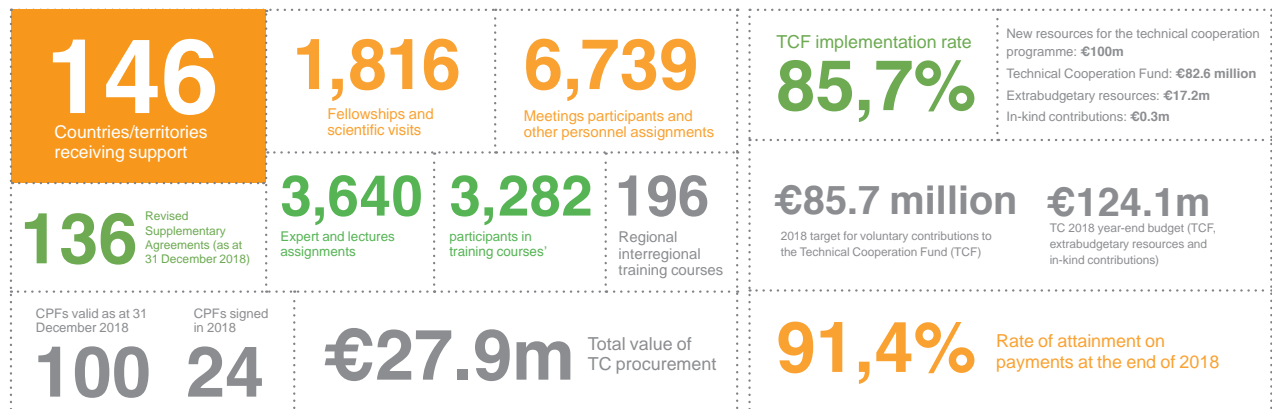 146
Countries/territories
receiving support
1,816
Fellowships and
scientific visits
6,739
Meetings participants and
other personnel assignments
136
Revised
Supplementary
Agreements (as at
31 December 2018)
3,640
Expert and lectures
assignments
3,282
participants in
training courses'
196
Regional
interregional
training courses
CPFs valid as at 31
December 2018
100
CPFs signed
in 2018
24
€27.9m
Total value of
TC procurement
TCF implementation rate
85,7%
New resources for the technical cooperation
programme: €100m
Technical Cooperation Fund: €82.6 million
Extrabudgetary resources: €17.2m
In-kind contributions: €0.3m
€85.7 million
2018 target for voluntary contributions to
the Technical Cooperation Fund (TCF)
€124.1m
TC 2018 year-end budget (TCF,
extrabudgetary resources and
in-kind contributions)
91,4%
Rate of attainment on
payments at the end of 2018